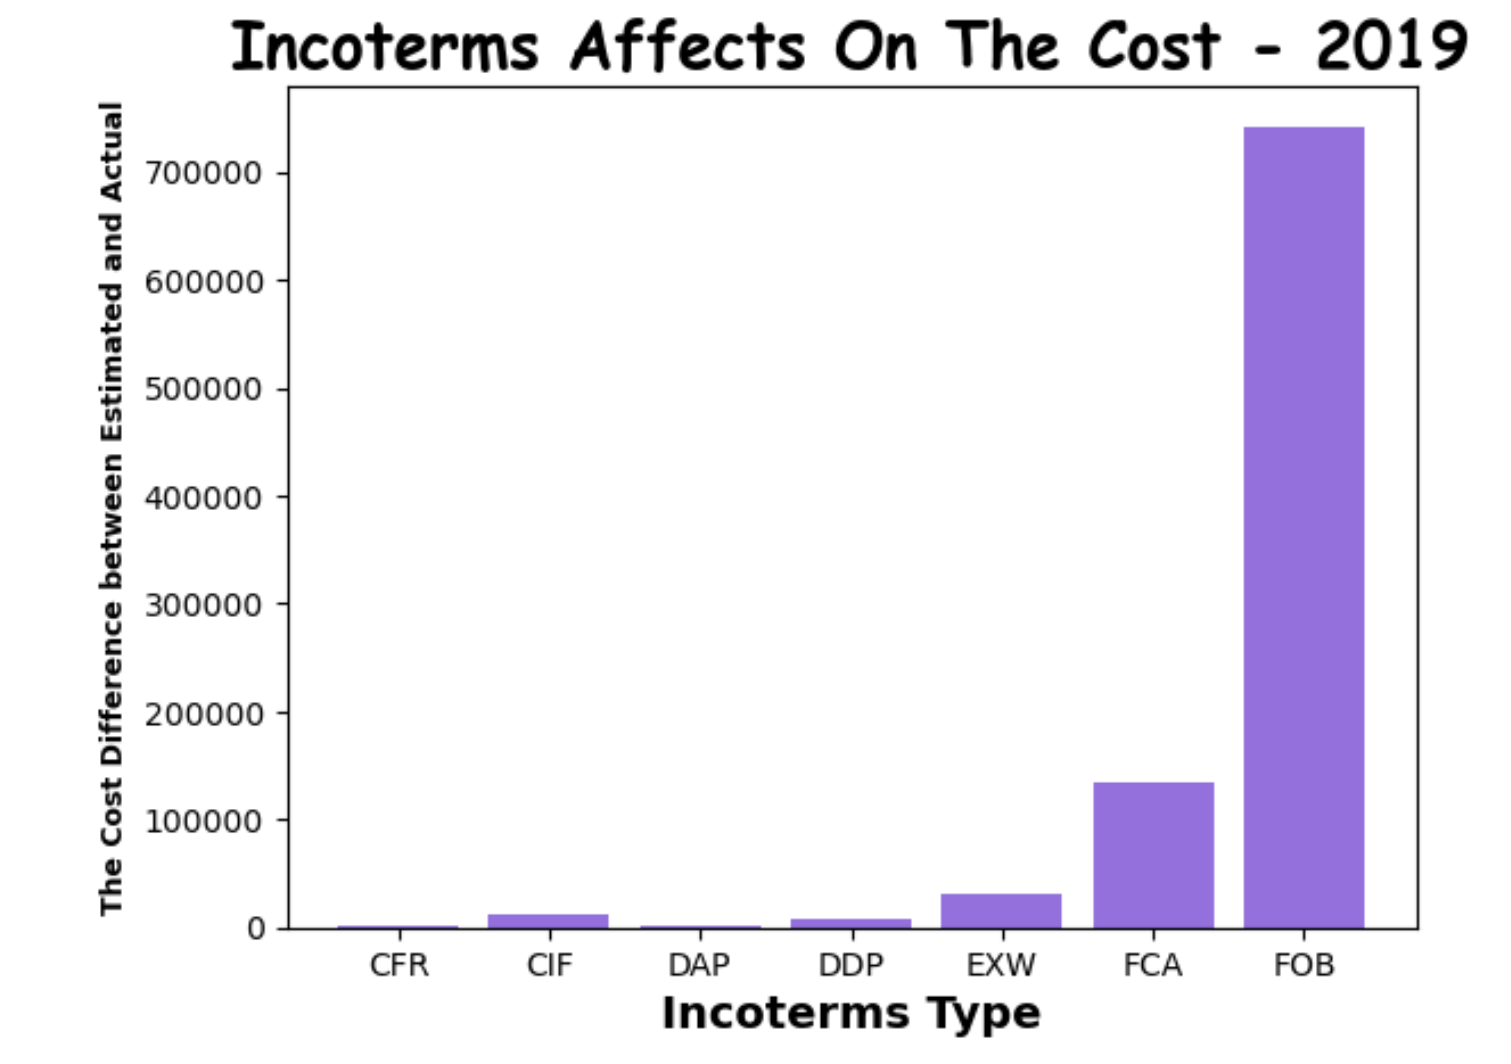 Incoterms Affects On The Cost - 2019
The Cost Difference between Estimated and Actual
700000
600000
500000
400000
300000
200000
100000
0
CFR CIF DAP DDP EXW FCA FOB
Incoterms Type